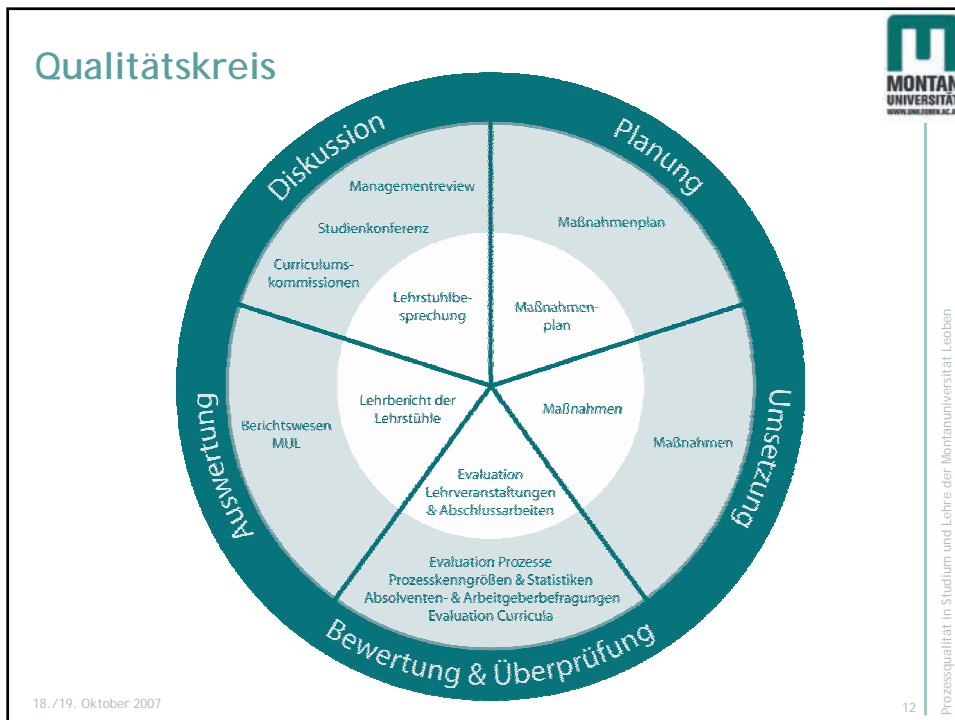 Qualitätskreis
MONTAN
UNIVERSITÄT
Diskussion
Planung
Managementreview
Studienkonferenz
Curriculums-
kommissionen
Lehrstuhlbe-
sprechung
Maßnahmenplan
Maßnahmen-
plan
Auswertung
Berichtswesen
MUL
Lehrbericht der
Lehrstühle
Maßnahmen
Maßnahmen
Umsetzung
Evaluation
Lehrveranstaltungen
& Abschlussarbeiten
Evaluation Prozesse
Prozesskenngrößen & Statistiken
Absolventen- & Arbeitgeberbefragungen
Evaluation Curricula
Bewertung & Überprüfung
18./19. Oktober 2007
12
Prozessqualität in Studium und Lehre der Montanuniversität Leoben